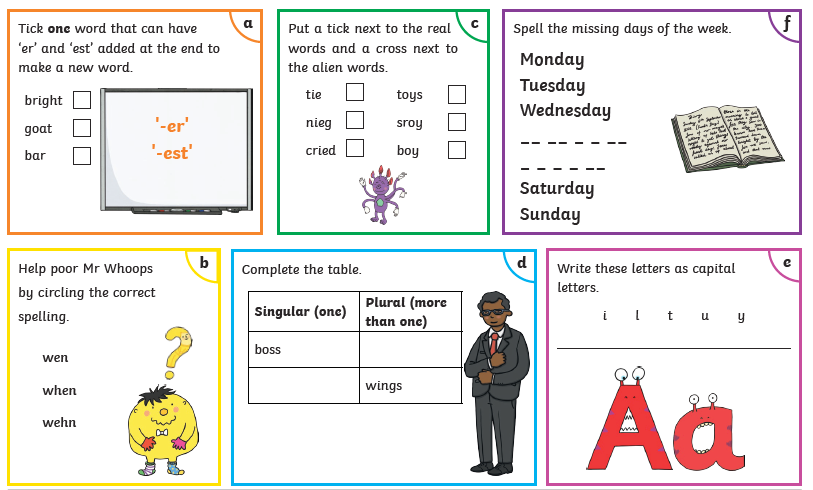 a
Tick one word that can have
‘er’ and ‘est’ added at the end to
make a new word.
bright
goat
bar
'-er'
'-est'
c
Put a tick next to the real
words and a cross next to
the alien words.
tie toys
nieg sroy
cried boy
f
Spell the missing days of the week.
Monday
Tuesday
Wednesday
__ __ _ _ __
_ _ _ _ __
Saturday
Sunday
b
Help poor Mr Whoops
by circling the correct
spelling.
wen
when
wehn
d
Complete the table.
Singular (one) Plural (more
than one)
boss
wings
e
Write these letters as capital
letters.
i l t u y
Aa